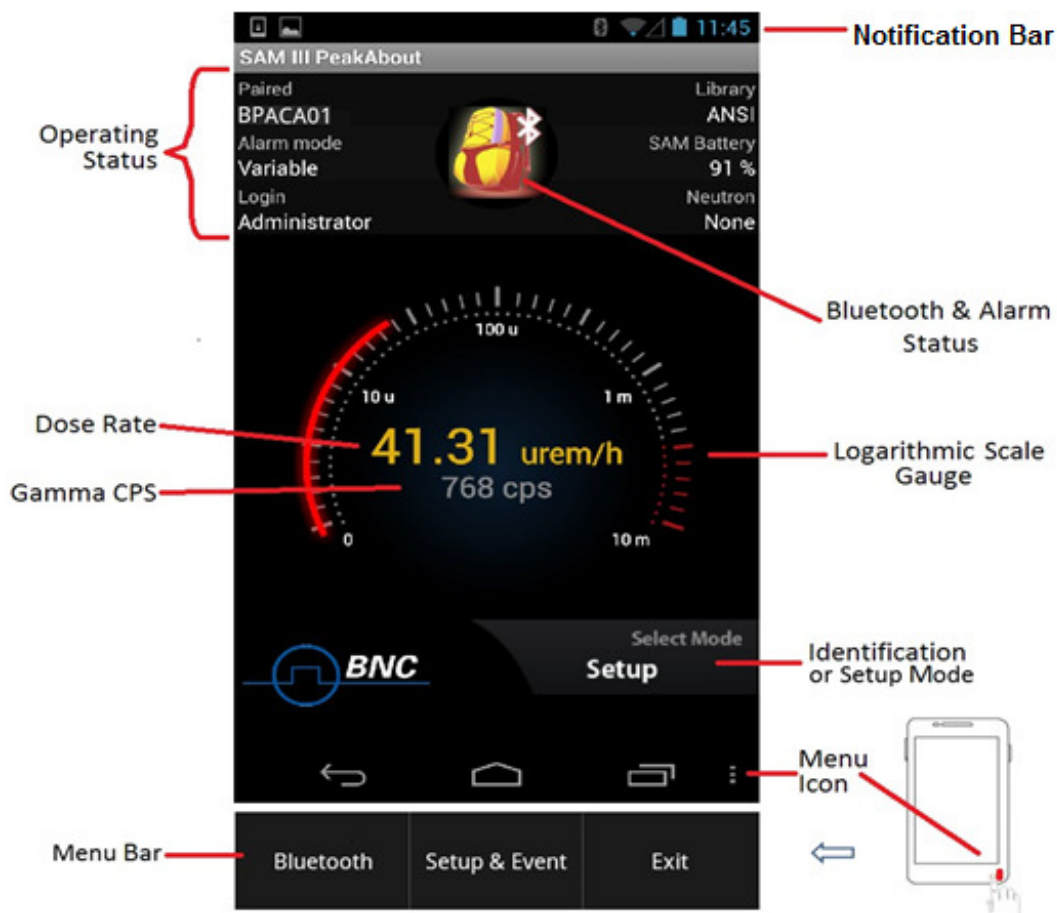 11:45
Notification Bar
SAM III PeakAbout
Paired
Library
BPACA01
ANSI
Alarm mode
SAM Battery
Variable
91 %
Login
Neutron
Administrator
None
Operating
Status
Bluetooth & Alarm
Status
100 u
10 u
1 m
Dose Rate
41.31 urem/h
Gamma CPS
768 cps
Logarithmic Scale
Gauge
0
10 m
Select Mode
Setup
BNC
Identification
or Setup Mode
Menu
Icon
Menu Bar
Bluetooth
Setup & Event
Exit